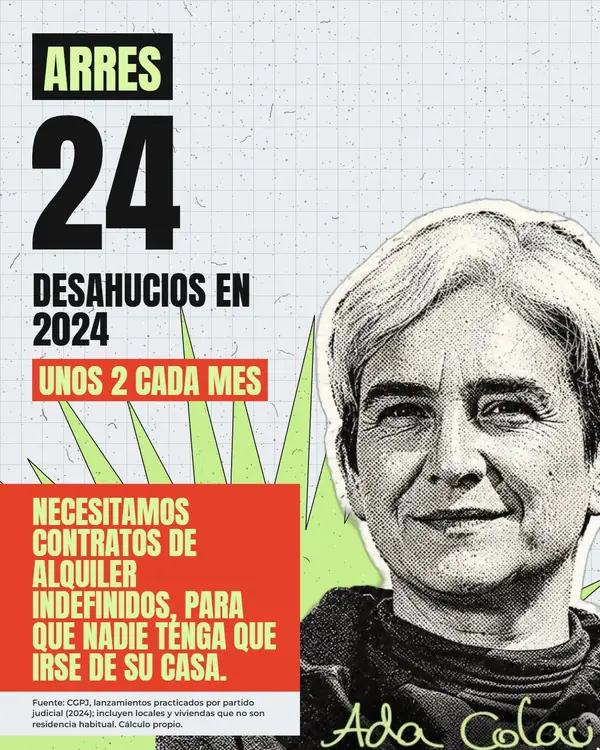 ARRES
24
DESAHUCIOS EN
2024
UNOS 2 CADA MES
NECESITAMOS
CONTRATOS DE
ALQUILER
INDEFINIDOS, PARA
QUE NADIE TENGA QUE
IRSE DE SU CASA.
Fuente: CGPJ, lanzamientos practicados por partido
judicial (2024); incluyen locales y viviendas que no son
residencia habitual. Cálculo propio.
Ada Colau